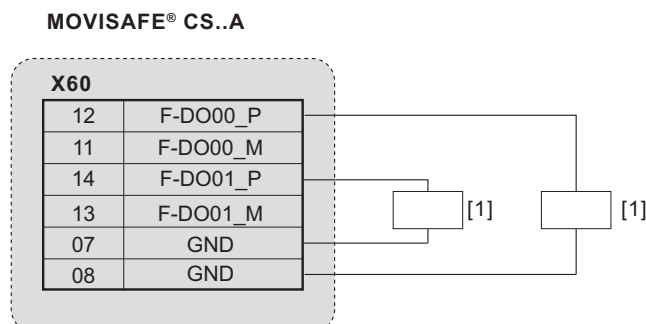 MOVISAFE® CS..A
X60
12 F-DO00_P
11 F-DO00_M
14 F-DO01_P
13 F-DO01_M
07 GND
08 GND
[1] [1]